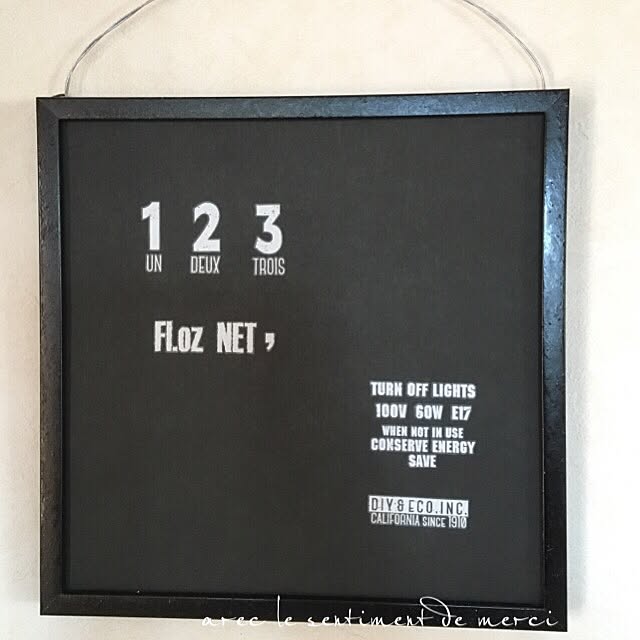 1 2 3
UN DEUX TROIS
Fl.oz NET ,
TURN OFF LIGHTS
100V 60W E17
WHEN NOT IN USE
CONSERVE ENERGY
SAVE
DIY&ECO.INC.
CALIFORNIA SINCE 1910
avec le sentiment de merci